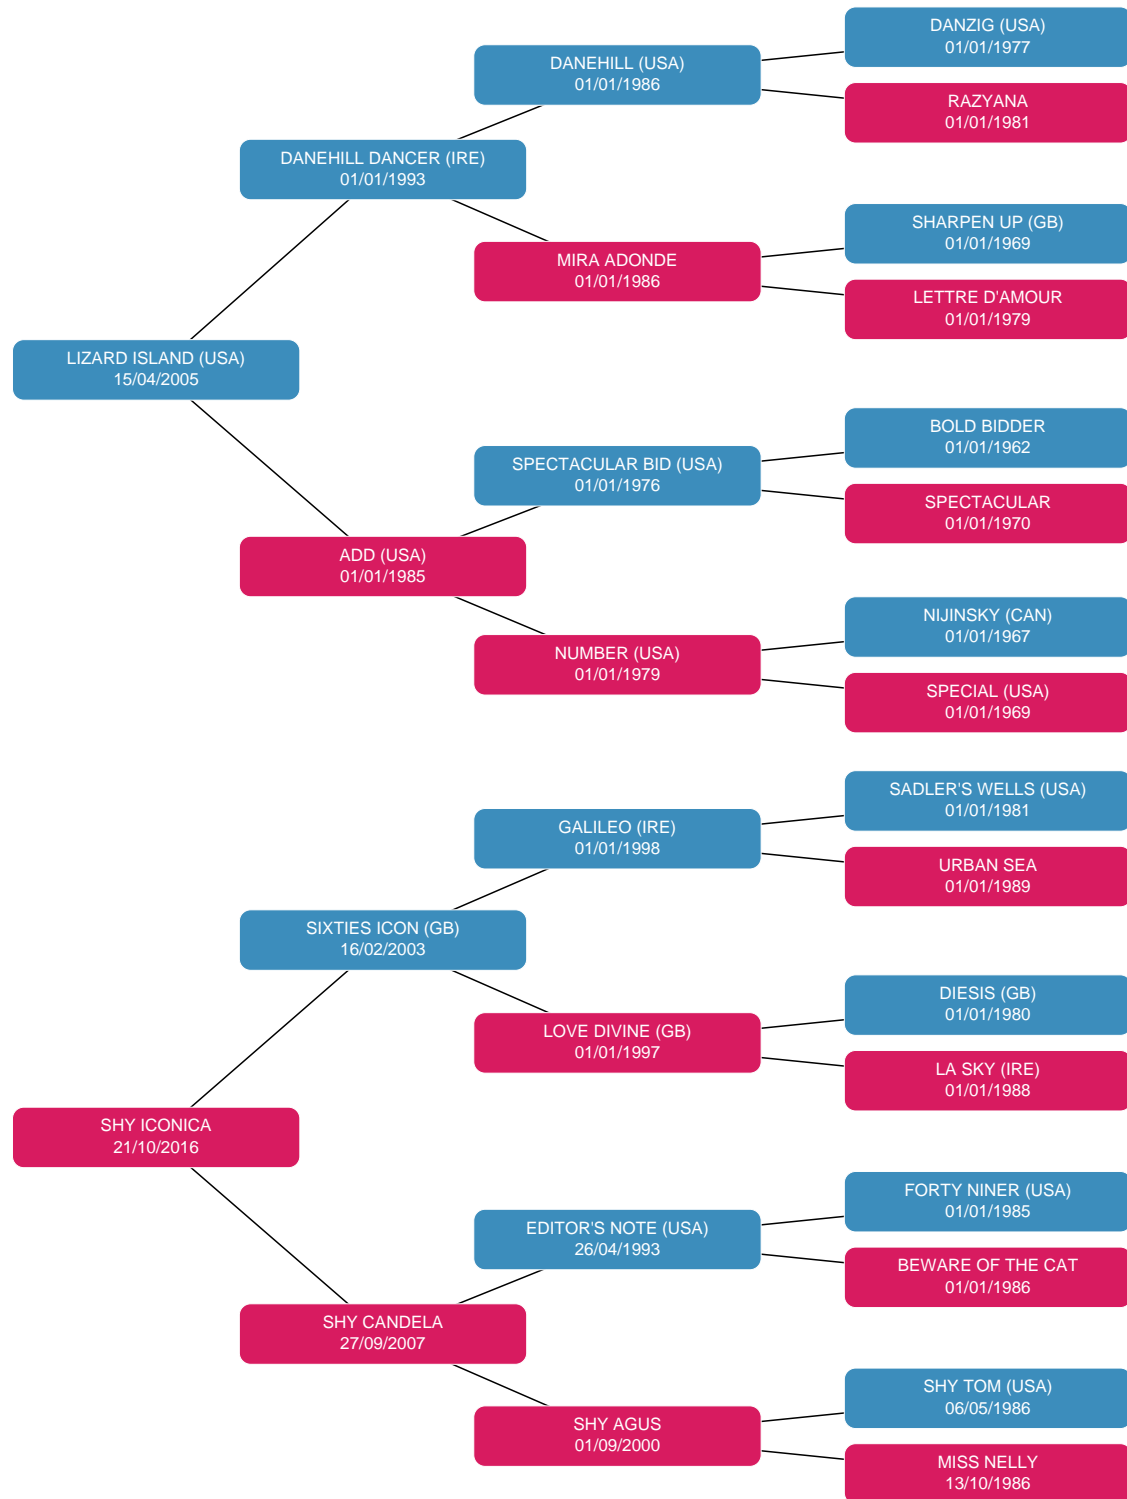 DANZIG (USA)
01/01/1977
DANEHILL (USA)
01/01/1986
RAZYANA
01/01/1981
DANEHILL DANCER (IRE)
01/01/1993
SHARPEN UP (GB)
01/01/1969
MIRA ADONDE
01/01/1986
LETTRE D'AMOUR
01/01/1979
LIZARD ISLAND (USA)
15/04/2005
BOLD BIDDER
01/01/1962
SPECTACULAR BID (USA)
01/01/1976
SPECTACULAR
01/01/1970
ADD (USA)
01/01/1985
NIJINSKY (CAN)
01/01/1967
NUMBER (USA)
01/01/1979
SPECIAL (USA)
01/01/1969
SADLER'S WELLS (USA)
01/01/1981
GALILEO (IRE)
01/01/1998
URBAN SEA
01/01/1989
SIXTIES ICON (GB)
16/02/2003
DIESIS (GB)
01/01/1980
LOVE DIVINE (GB)
01/01/1997
LA SKY (IRE)
01/01/1988
SHY ICONICA
21/10/2016
FORTY NINER (USA)
01/01/1985
EDITOR'S NOTE (USA)
26/04/1993
BEWARE OF THE CAT
01/01/1986
SHY CANDELA
27/09/2007
SHY TOM (USA)
06/05/1986
SHY AGUS
01/09/2000
MISS NELLY
13/10/1986